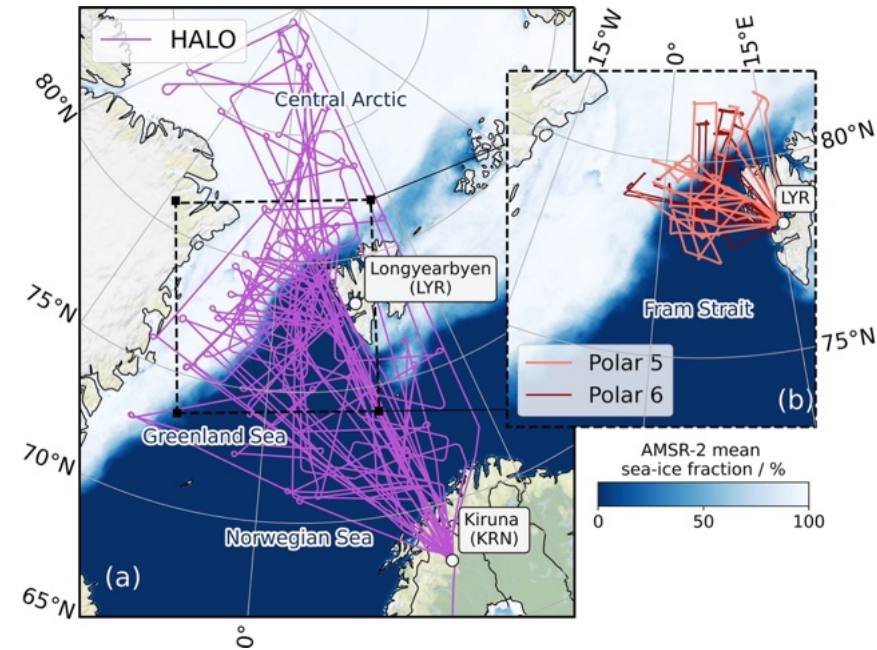 HALO
Central Arctic
80°N
75°N
70°N
65°N
0°
Longyearbyen
(LYR)
Greenland Sea
Norwegian Sea
Kiruna
(KRN)
(a)
15°W
0°
15°E
80°N
75°N
LYR
Fram Strait
Polar 5
Polar 6
(b)
AMSR-2 mean
sea-ice fraction / %
0
50
100